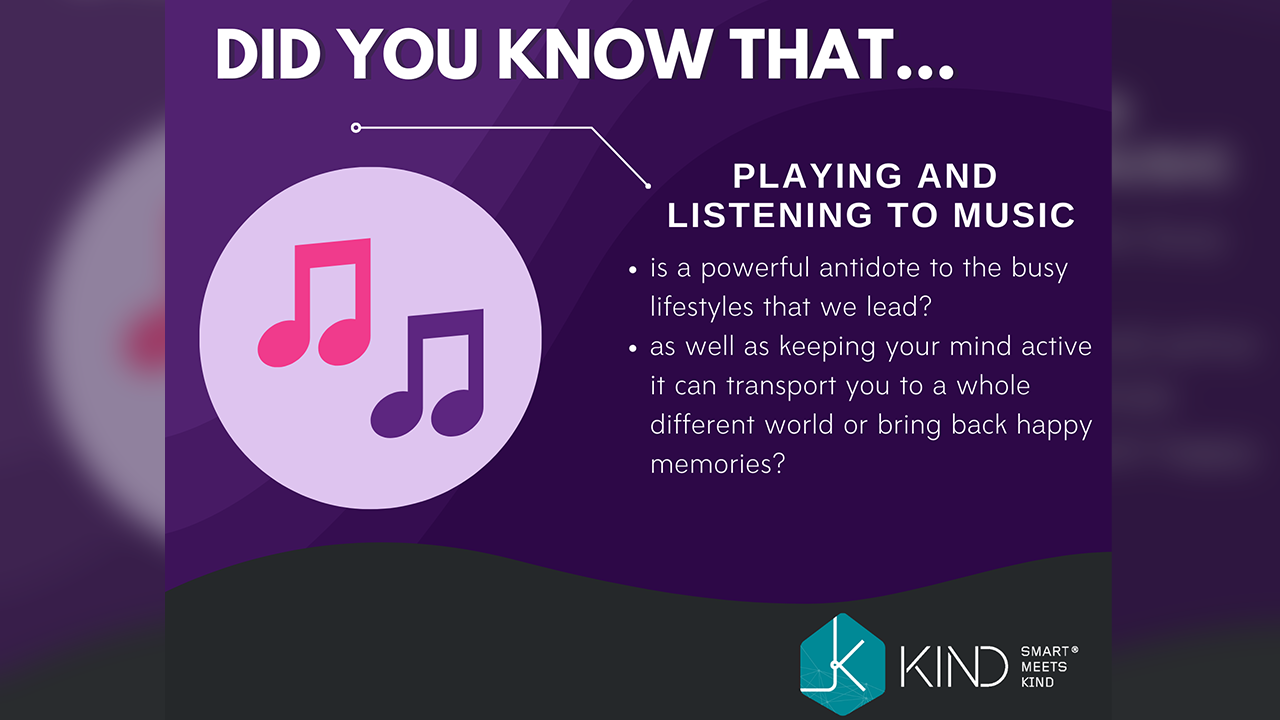 DID YOU KNOW THAT...
PLAYING AND
LISTENING TO MUSIC
• is a powerful antidote to the busy
lifestyles that we lead?
• as well as keeping your mind active
it can transport you to a whole
different world or bring back happy
memories?
K KIND
SMART®
MEETS
KIND